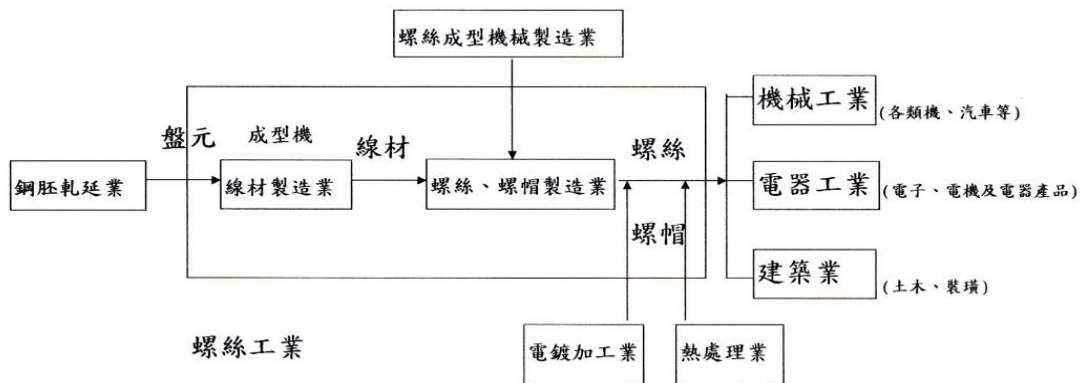 螺絲成型機械製造業
機械工業 (各類機、汽車等)
盤元 成型機 線材 螺絲
鋼胚軋延業 線材製造業 螺絲、螺帽製造業 電器工業 (電子、電機及電器產品)
螺帽
建築業 (土木、裝璜)
螺絲工業 電鍍加工業 熱處理業